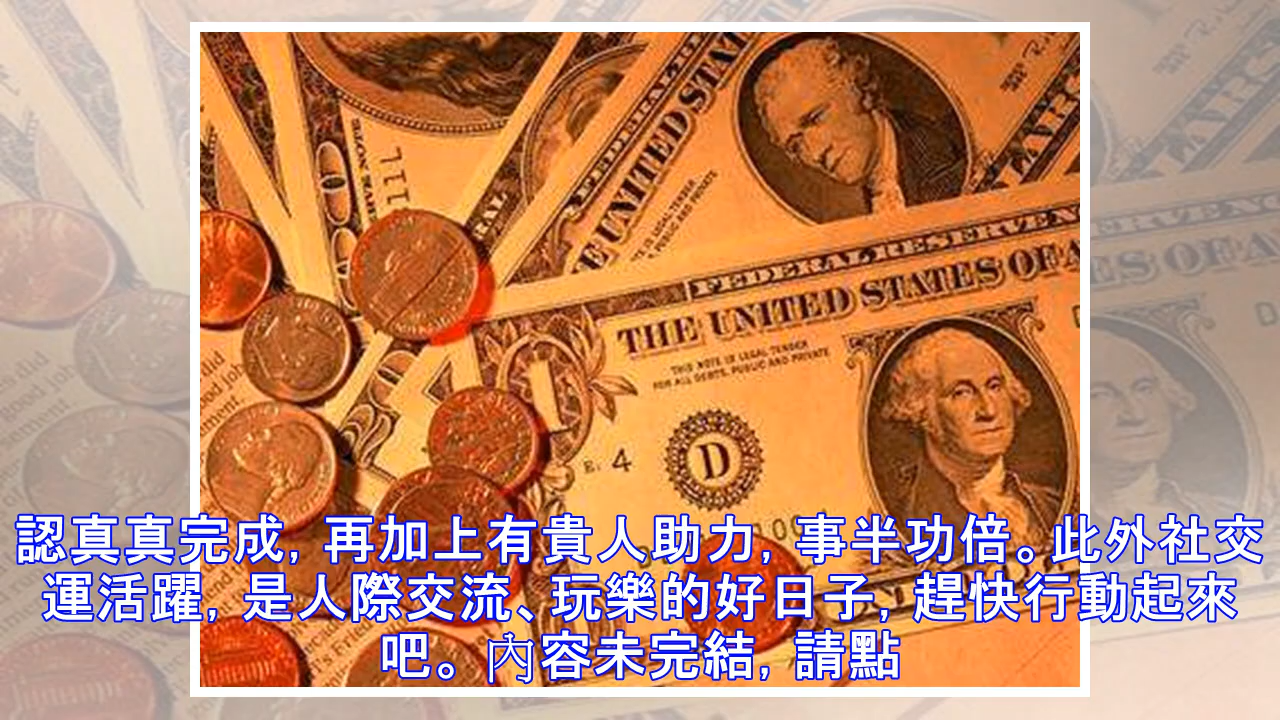 FEDERAL RESERVE N
THE UNITED STATES OF A
THIS NOTE IS LEGAL TENDER
FOR ALL DEBTS, PUBLIC AND PRIVATE
E 4
D
認真真完成, 再加上有貴人助力, 事半功倍。此外社交
運活躍, 是人際交流、玩樂的好日子, 趕快行動起來
吧。內容未完結, 請點